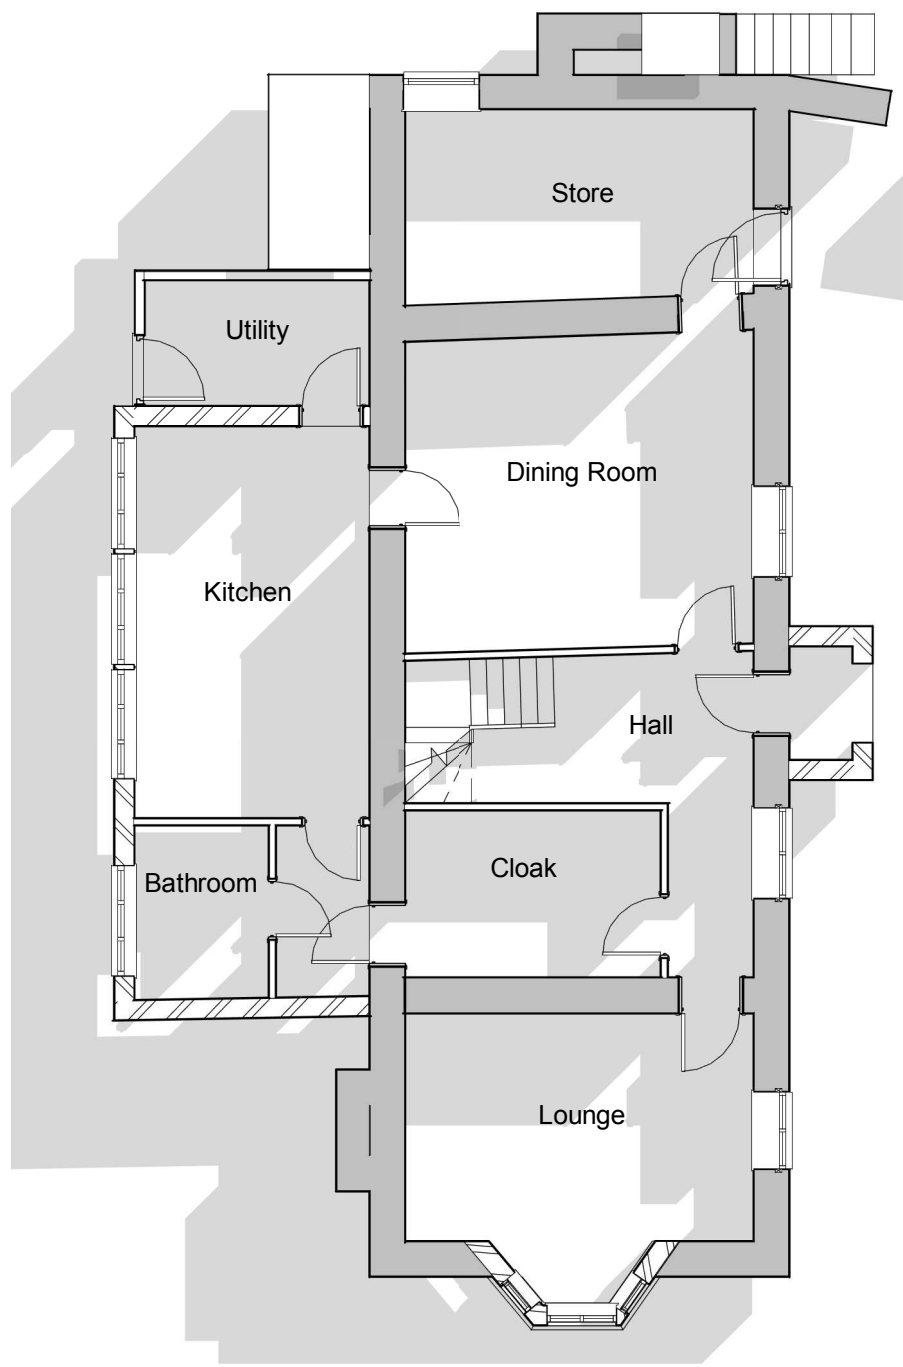 Store
Utility
Dining Room
Kitchen
Hall
Cloak
Bathroom
Lounge